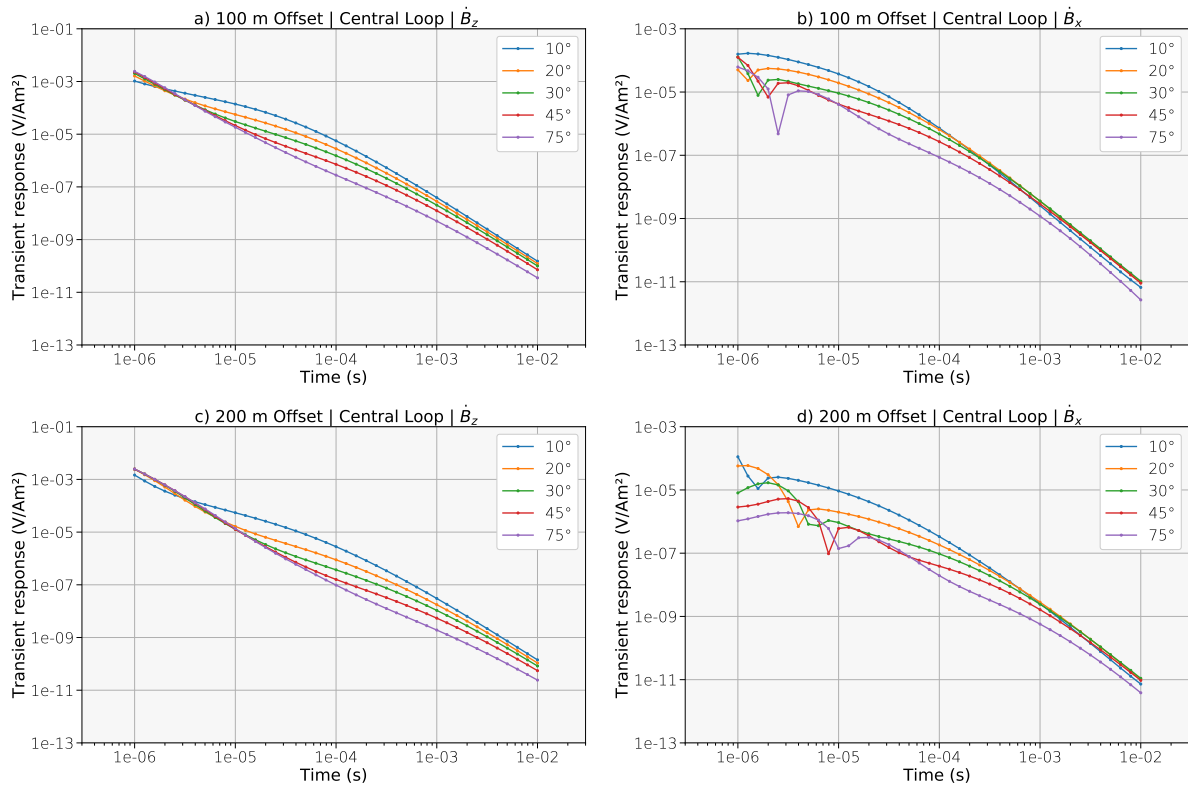 a) 100 m Offset | Central Loop | Ḃz
1e-01
1e-03
1e-05
1e-07
1e-09
1e-11
1e-13
Transient response (V/Am²)
10°
20°
30°
45°
75°
1e-06 1e-05 1e-04 1e-03 1e-02
Time (s)
b) 100 m Offset | Central Loop | Ḃx
1e-03
1e-05
1e-07
1e-09
1e-11
1e-13
Transient response (V/Am²)
10°
20°
30°
45°
75°
1e-06 1e-05 1e-04 1e-03 1e-02
Time (s)
c) 200 m Offset | Central Loop | Ḃz
1e-01
1e-03
1e-05
1e-07
1e-09
1e-11
1e-13
Transient response (V/Am²)
10°
20°
30°
45°
75°
1e-06 1e-05 1e-04 1e-03 1e-02
Time (s)
d) 200 m Offset | Central Loop | Ḃx
1e-03
1e-05
1e-07
1e-09
1e-11
1e-13
Transient response (V/Am²)
10°
20°
30°
45°
75°
1e-06 1e-05 1e-04 1e-03 1e-02
Time (s)